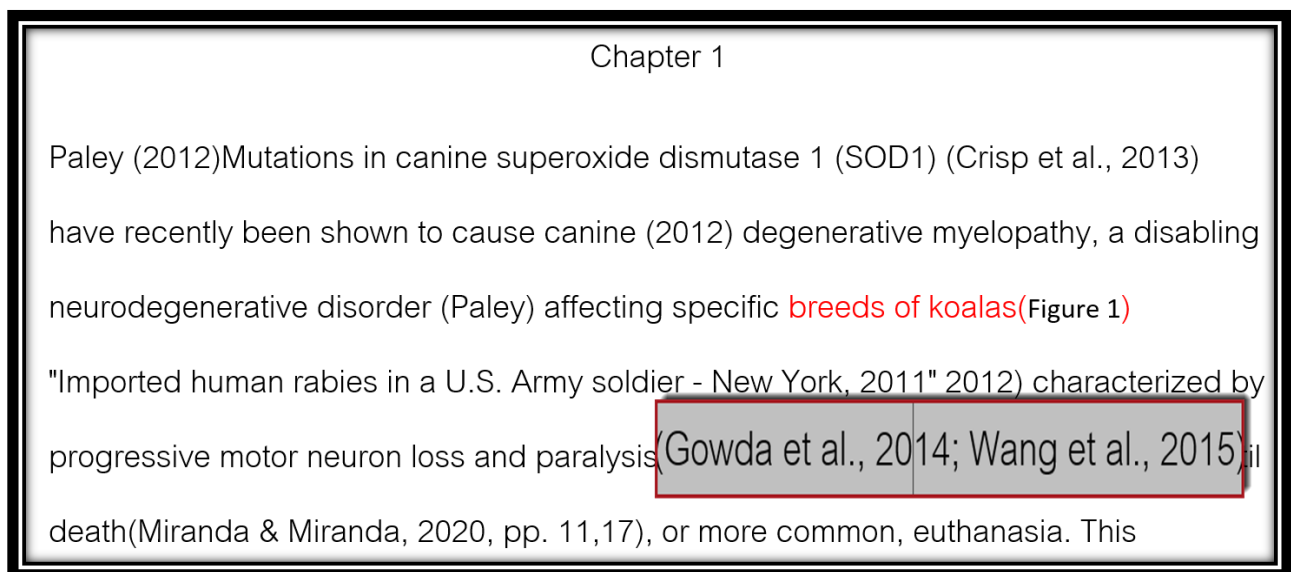 Chapter 1
Paley (2012)Mutations in canine superoxide dismutase 1 (SOD1) (Crisp et al., 2013)
have recently been shown to cause canine (2012) degenerative myelopathy, a disabling
neurodegenerative disorder (Paley) affecting specific breeds of koalas(Figure 1)
"Imported human rabies in a U.S. Army soldier - New York, 2011" 2012) characterized by
progressive motor neuron loss and paralysis(Gowda et al., 2014; Wang et al., 2015)
death(Miranda & Miranda, 2020, pp. 11,17), or more common, euthanasia. This